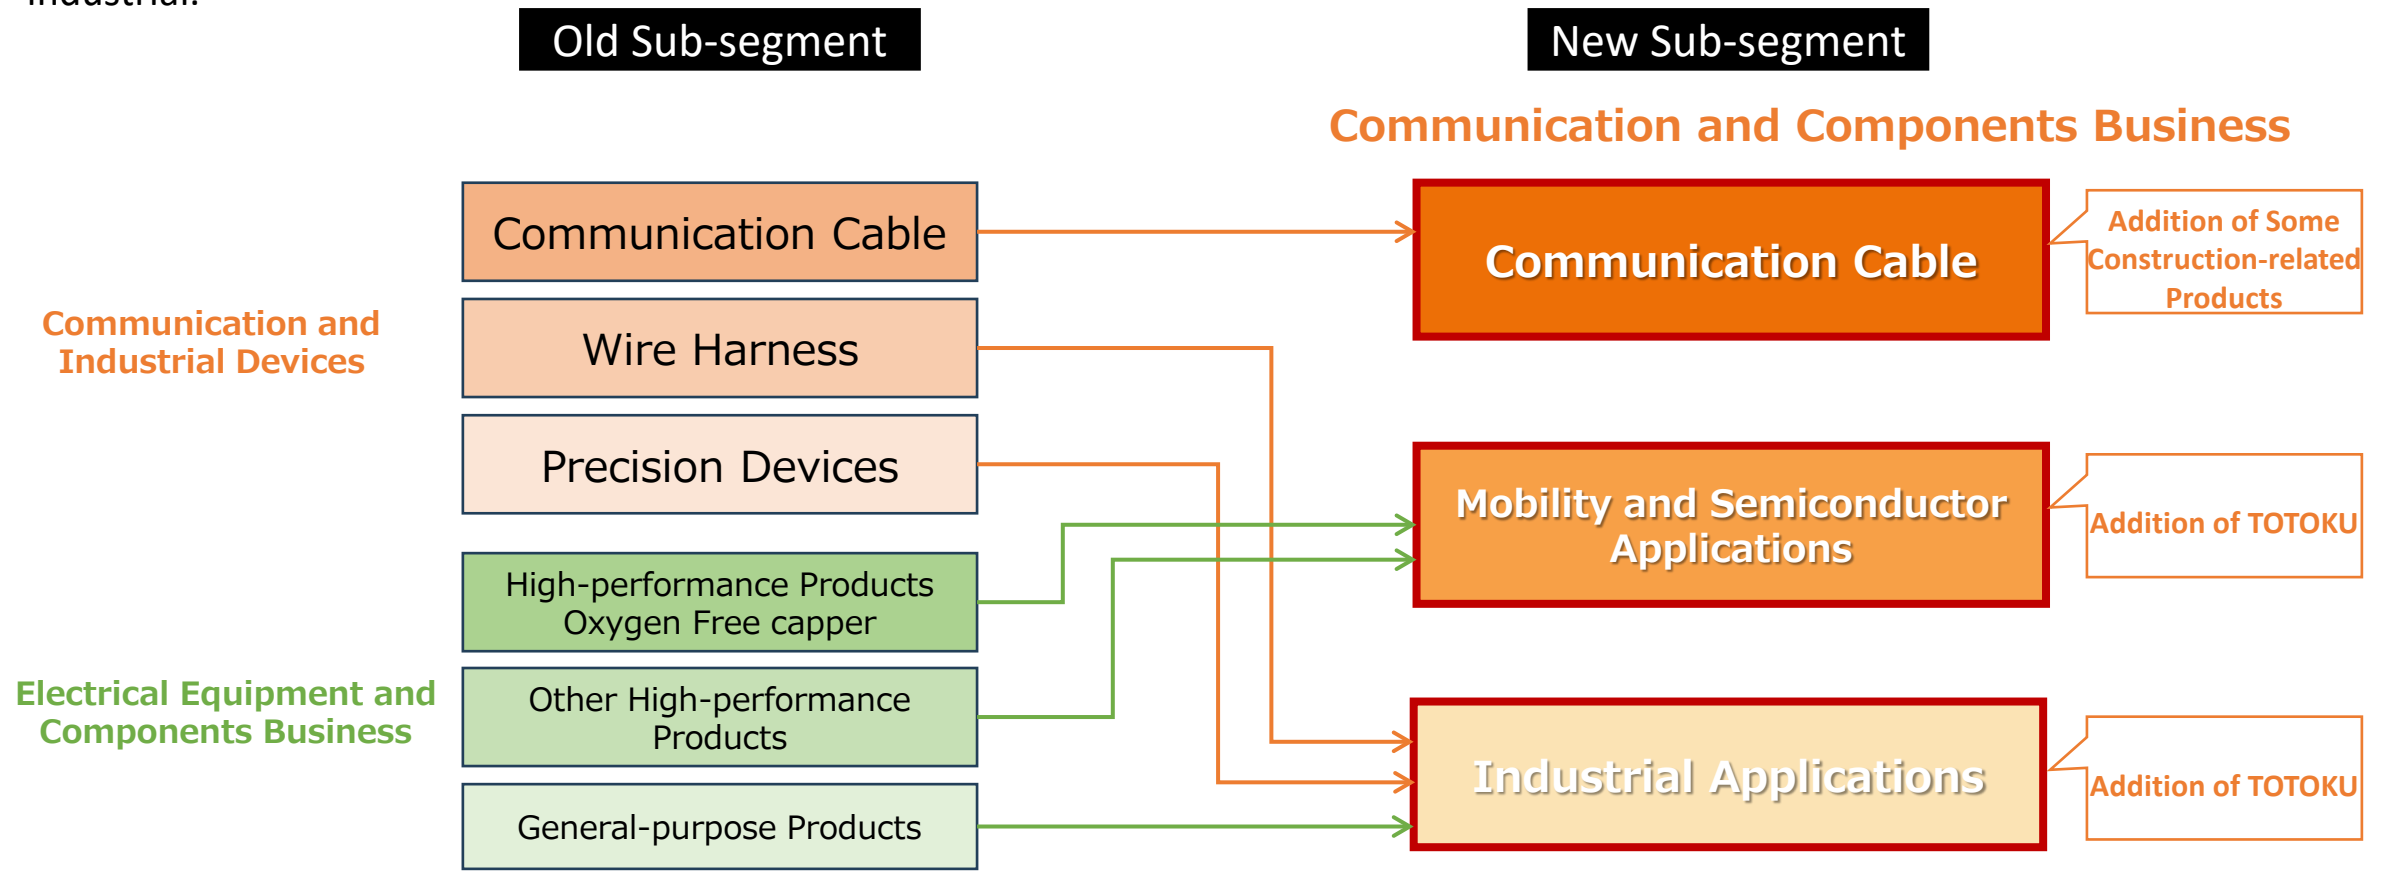 industrial.
Old Sub-segment
New Sub-segment
Communication and Components Business
Communication and
Industrial Devices
Communication Cable
Wire Harness
Precision Devices
Electrical Equipment and
Components Business
High-performance Products
Oxygen Free capper
Other High-performance
Products
General-purpose Products
Communication Cable
Addition of Some
Construction-related
Products
Mobility and Semiconductor
Applications
Addition of TOTOKU
Industrial Applications
Addition of TOTOKU